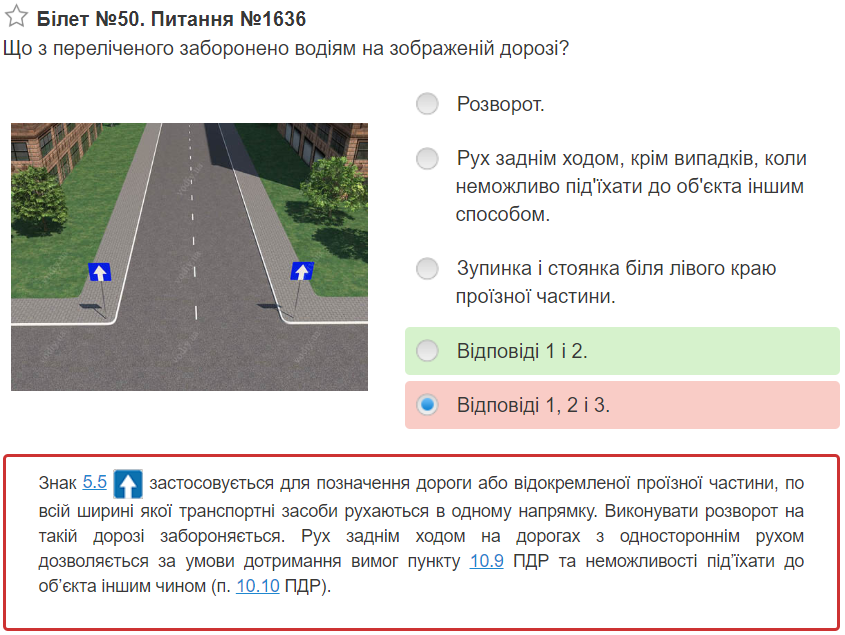 Білет №50. Питання №1636
Що з переліченого заборонено водіям на зображеній дорозі?
Розворот.
Рух заднім ходом, крім випадків, коли
неможливо під'їхати до об'єкта іншим
способом.
Зупинка і стоянка біля лівого краю
проїзної частини.
Відповіді 1 і 2.
Відповіді 1, 2 і 3.
Знак 5.5 застосовується для позначення дороги або відокремленої проїзної частини, по
всій ширині якої транспортні засоби рухаються в одному напрямку. Виконувати розворот на
такій дорозі забороняється. Рух заднім ходом на дорогах з одностороннім рухом
дозволяється за умови дотримання вимог пункту 10.9 ПДР та неможливості під’їхати до
об’єкта іншим чином (п. 10.10 ПДР).